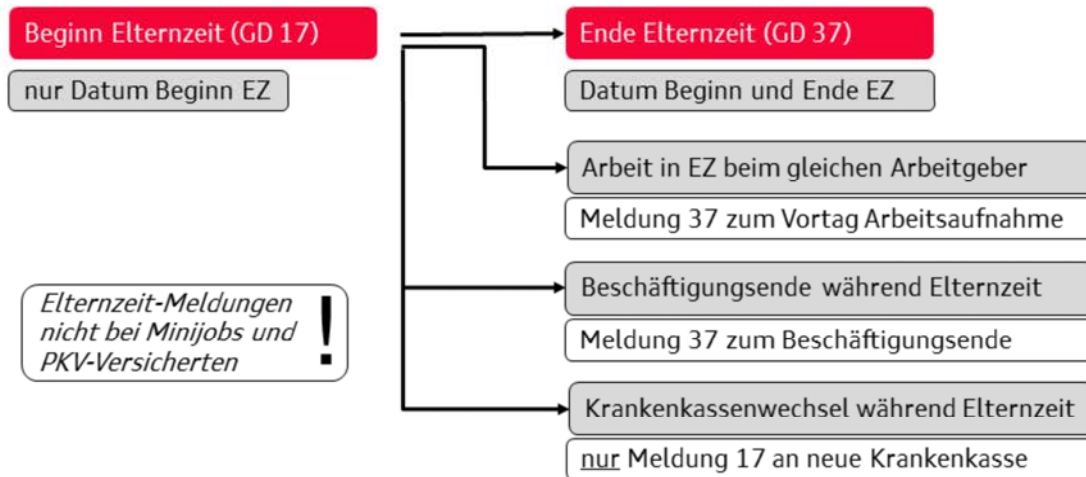 Beginn Elternzeit (GD 17)
nur Datum Beginn EZ
Elternzeit-Meldungen
nicht bei Minijobs und
PKV-Versicherten
!
Ende Elternzeit (GD 37)
Datum Beginn und Ende EZ
Arbeit in EZ beim gleichen Arbeitgeber
Meldung 37 zum Vortag Arbeitsaufnahme
Beschäftigungsende während Elternzeit
Meldung 37 zum Beschäftigungsende
Krankenkassenwechsel während Elternzeit
nur Meldung 17 an neue Krankenkasse